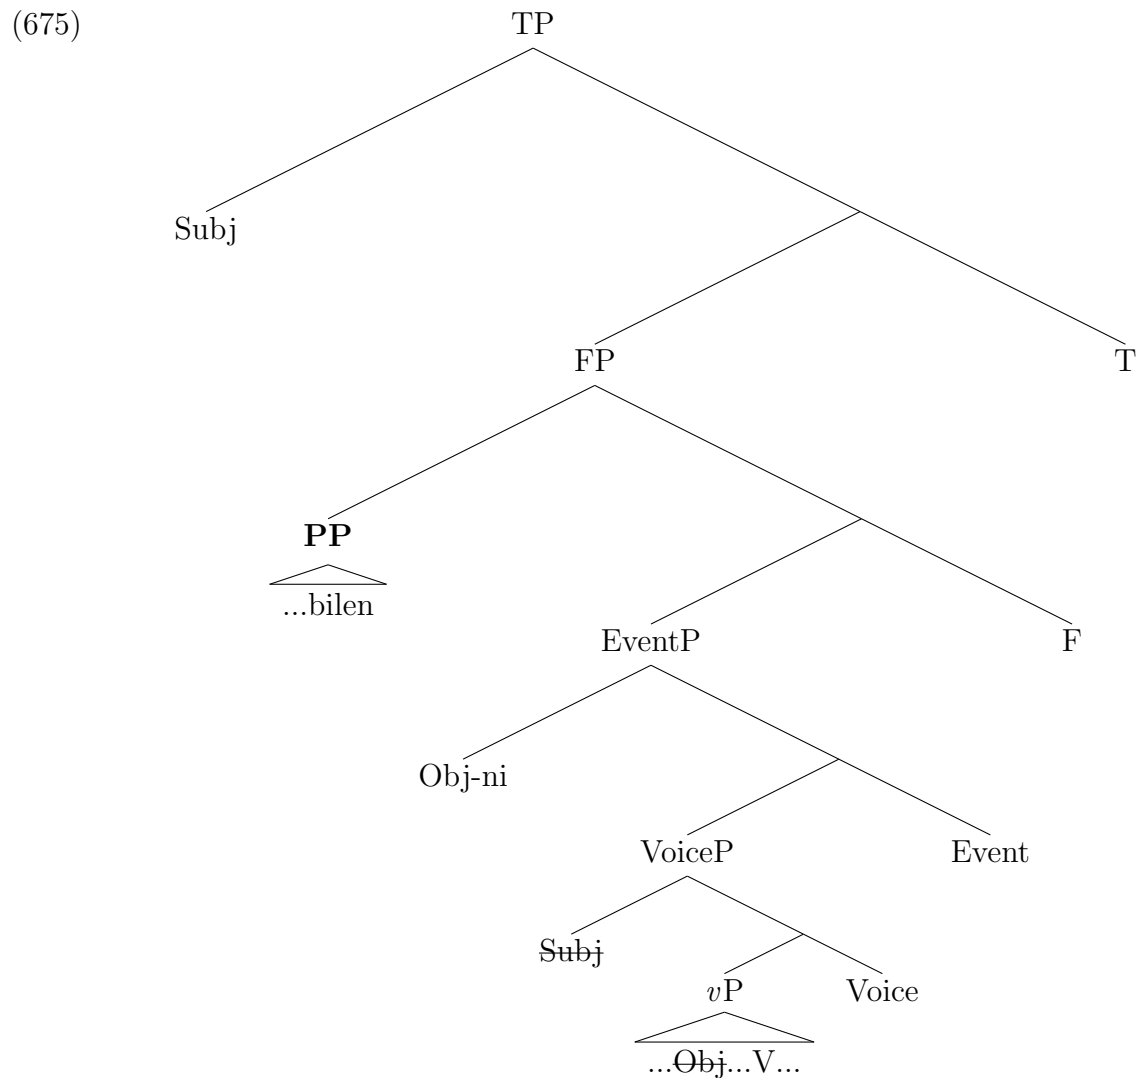 (675) TP
Subj
FP T
PP
...bilen
EventP F
Obj-ni
VoiceP Event
Subj
vP Voice
...Obj...V...